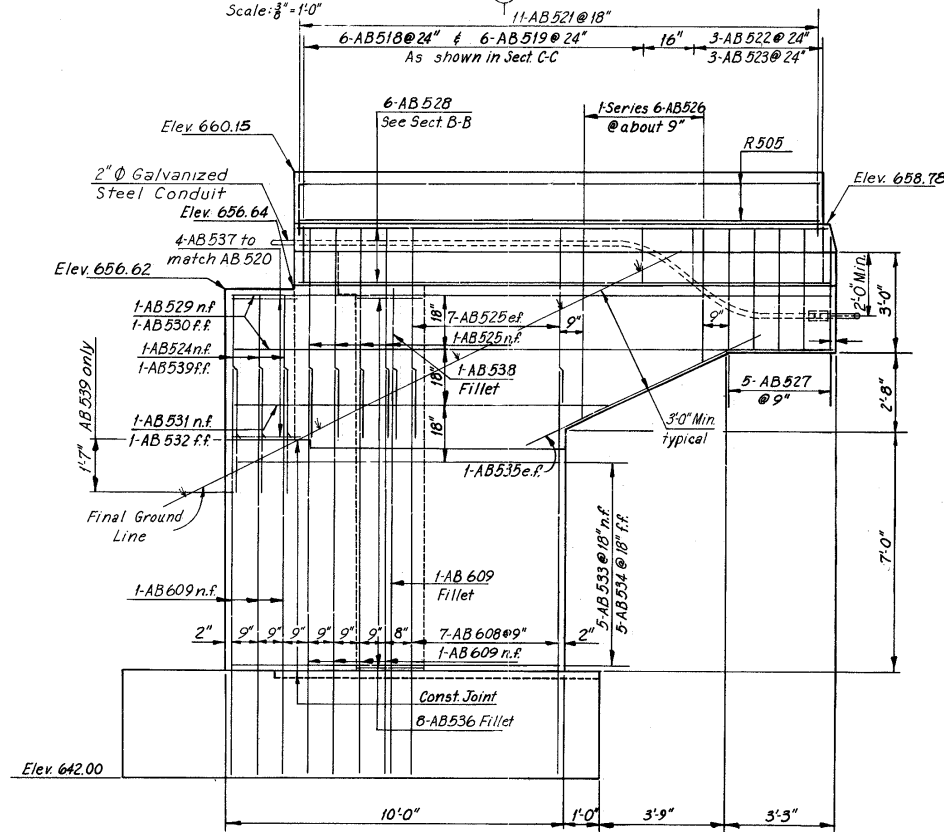 Scale: 3/8" = 1'-0"
11-AB521@18"
6-AB518@24" & 6-AB519@24"
As shown in Sect. C-C
16"
3-AB522@24"
3-AB523@24"
6-AB528
See Sect. B-B
1-Series 6-AB526
@ about 9"
Elev. 660.15
R505
2" Ø Galvanized
Steel Conduit
Elev. 658.78
Elev. 656.64
4-AB537 to
match AB520
Elev. 656.62
2'-0" Min.
3'-0"
1-AB529 n.f.
1-AB530 f.f.
18"
7-AB525 e.f.
9"
9"
1-AB525 n.f.
1-AB524 n.f.
1-AB539 f.f.
1-AB538
Fillet
18"
5-AB527
@ 9"
2'-8"
1'-7" AB539 only
1-AB531 n.f.
1-AB532 f.f.
18"
3'-0" Min.
typical
1-AB535 e.f.
Final Ground
Line
5-AB533@18" n.f.
5-AB534@18" f.f.
7'-0"
1-AB609
Fillet
1-AB609 n.f.
2" 9" 9" 9" 9" 9" 9" 8" 7-AB608@9" 2"
1-AB609 n.f.
Const. Joint
8-AB536 Fillet
Elev. 642.00
10'-0" 1'-0" 3'-9" 3'-3"